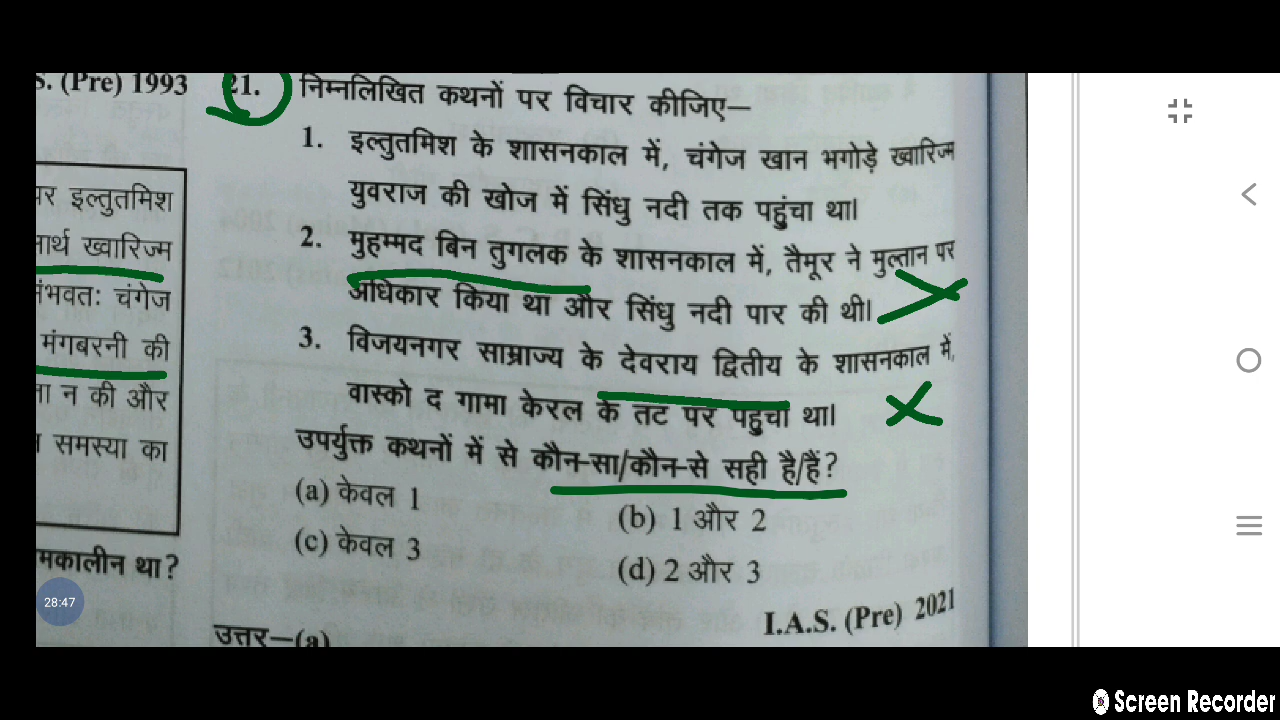 S. (Pre) 1993
पर इल्तुतमिश
नार्थ ख्वारिज्म
चंगेज
मंगबरनी की
ना न की और
समस्या का
मकालीन था?
28:47
21. निम्नलिखित कथनों पर विचार कीजिए—
1. इल्तुतमिश के शासनकाल में, चंगेज खान भगोड़े ख्वारिज्म
युवराज की खोज में सिंधु नदी तक पहुंचा था।
2. मुहम्मद बिन तुगलक के शासनकाल में, तैमूर ने मुल्तान पर
अधिकार किया था और सिंधु नदी पार की थी।
3. विजयनगर साम्राज्य के देवराय द्वितीय के शासनकाल में,
वास्को द गामा केरल के तट पर पहुंचा था।
उपर्युक्त कथनों में से कौन-सा/कौन-से सही है/हैं?
(a) केवल 1
(b) 1 और 2
(c) केवल 3
(d) 2 और 3
I.A.S. (Pre) 2021
उत्तर—(a)
Screen Recorder